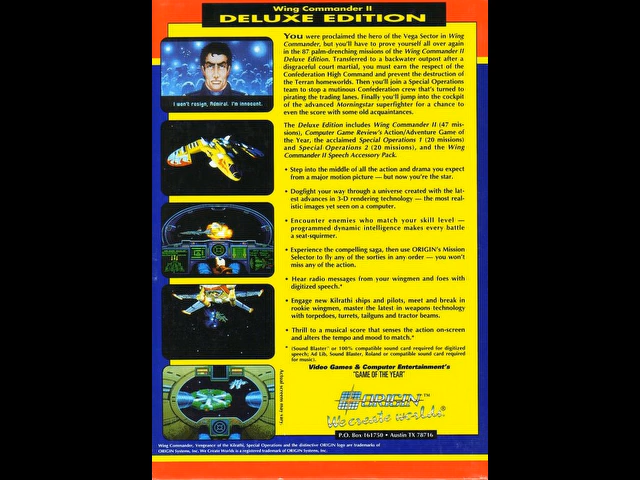 Wing Commander II
DELUXE EDITION
YOU were proclaimed the hero of the Vega Sector in Wing
Commander, but you'll have to prove yourself all over again
in the 87 palm-drenching missions of the Wing Commander II
Deluxe Edition. Transferred to a backwater outpost after a
disgraceful court martial, you must earn the respect of the
Confederation High Command and prevent the destruction of
the Terran homeworlds. Then you'll join a Special Operations
team to stop a mutinous Confederation crew that's turned to
pirating the trading lanes. Finally you'll jump into the cockpit
of the advanced Morningstar superfighter for a chance to
even the score with some old acquaintances.
I won't resign, Admiral. I'm innocent.
The Deluxe Edition includes Wing Commander II (47 mis-
sions), Computer Game Review's Action/Adventure Game of
the Year, the acclaimed Special Operations 1 (20 missions)
and Special Operations 2 (20 missions), and the Wing
Commander II Speech Accessory Pack.
• Step into the middle of all the action and drama you expect
from a major motion picture — but now you're the star.
• Dogfight your way through a universe created with the lat-
est advances in 3-D rendering technology — the most real-
istic images yet seen on a computer.
• Encounter enemies who match your skill level —
programmed dynamic intelligence makes every battle
a seat-squirmer.
• Experience the compelling saga, then use ORIGIN's Mission
Selector to fly any of the sorties in any order — you won't
miss any of the action.
• Hear radio messages from your wingmen and foes with
digitized speech.*
• Engage new Kilrathi ships and pilots, meet and break in
rookie wingmen, master the latest in weapons technology
with torpedoes, turrets, tailguns and tractor beams.
• Thrill to a musical score that senses the action on-screen
and alters the tempo and mood to match.*
* (Sound Blaster™ or 100% compatible sound card required for digitized
speech; Ad Lib, Sound Blaster, Roland or compatible sound card required
for music).
Video Games & Computer Entertainment's
"GAME OF THE YEAR"
Actual screens may vary.
ORIGIN™
We create worlds.®
P.O. Box 161750 • Austin TX 78716
Wing Commander, Vengeance of the Kilrathi, Special Operations and the distinctive ORIGIN logo are trademarks of
ORIGIN Systems, Inc. We Create Worlds is a registered trademark of ORIGIN Systems, Inc.